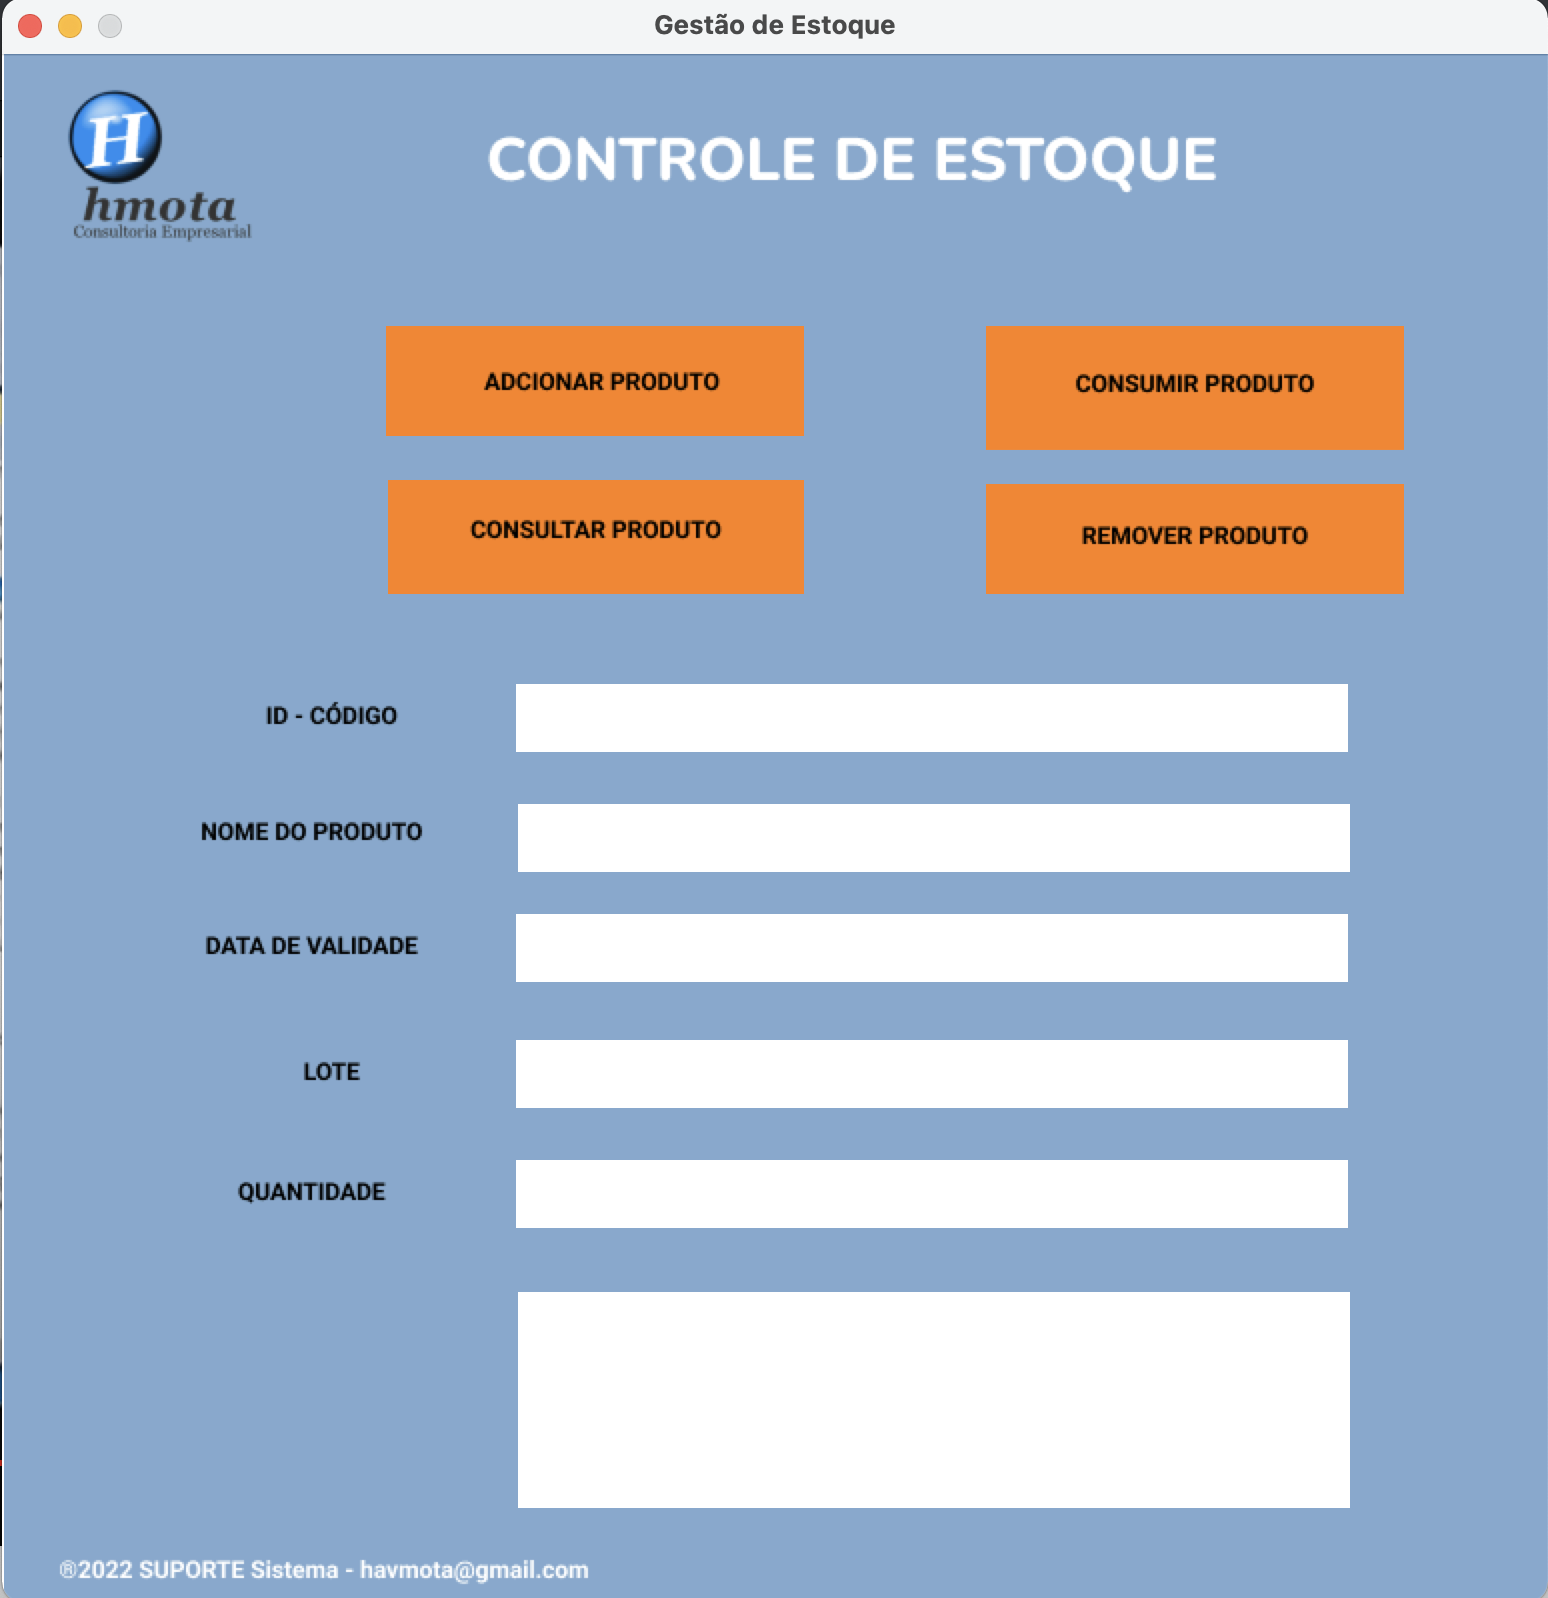 Gestão de Estoque
H
hmota
Consultoria Empresarial
CONTROLE DE ESTOQUE
ADCIONAR PRODUTO
CONSUMIR PRODUTO
CONSULTAR PRODUTO
REMOVER PRODUTO
ID - CÓDIGO
NOME DO PRODUTO
DATA DE VALIDADE
LOTE
QUANTIDADE
®2022 SUPORTE Sistema - havmota@gmail.com